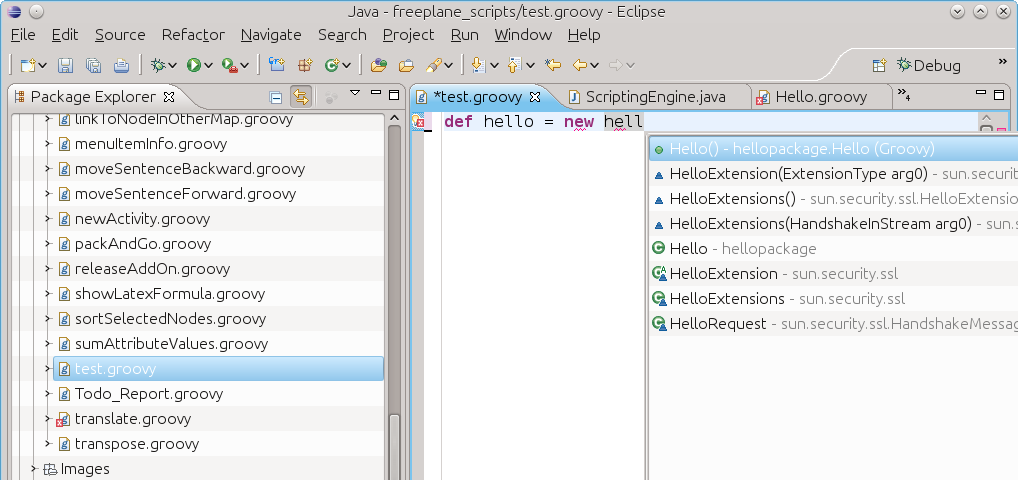 Java - freeplane_scripts/test.groovy - Eclipse
File Edit Source Refactor Navigate Search Project Run Window Help
Debug »
Package Explorer
*test.groovy ScriptingEngine.java Hello.groovy »4
linkToNodeInOtherMap.groovy
menuItemInfo.groovy
moveSentenceBackward.groovy
moveSentenceForward.groovy
newActivity.groovy
packAndGo.groovy
releaseAddOn.groovy
showLatexFormula.groovy
sortSelectedNodes.groovy
sumAttributeValues.groovy
test.groovy
Todo_Report.groovy
translate.groovy
transpose.groovy
Images
def hello = new hell
Hello() - hellopackage.Hello (Groovy)
HelloExtension(ExtensionType arg0) - sun.securit
HelloExtensions() - sun.security.ssl.HelloExtensio
HelloExtensions(HandshakeInStream arg0) - sun.s
Hello - hellopackage
HelloExtension - sun.security.ssl
HelloExtensions - sun.security.ssl
HelloRequest - sun.security.ssl.HandshakeMessag